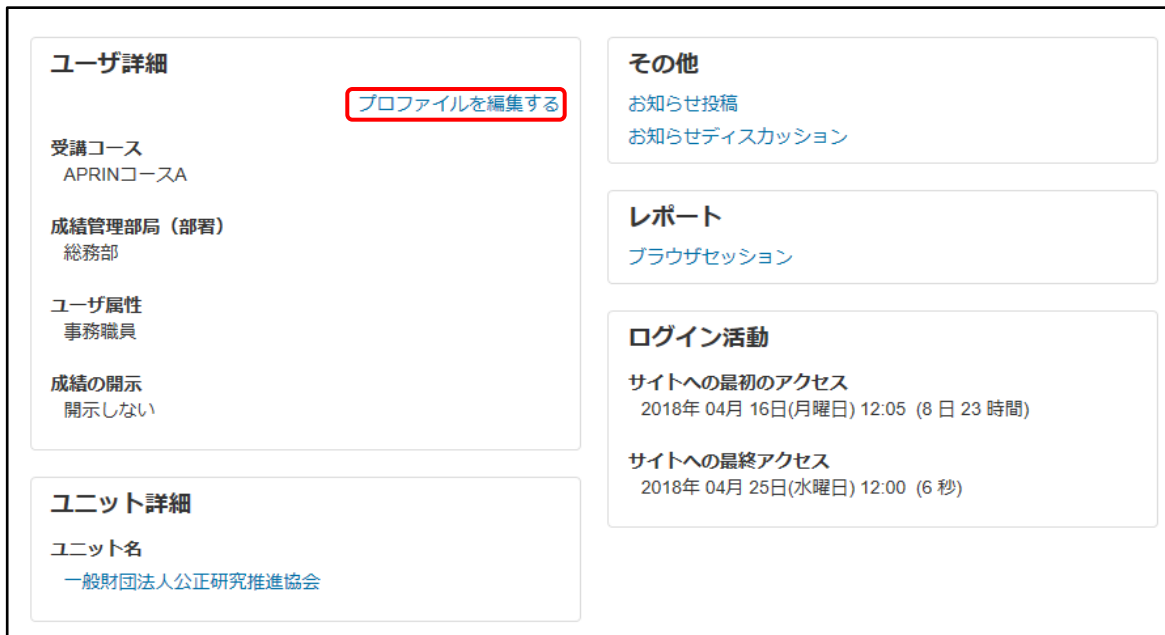 ユーザ詳細
プロファイルを編集する
受講コース
APRINコースA
成績管理部局（部署）
総務部
ユーザ属性
事務職員
成績の開示
開示しない
ユニット詳細
ユニット名
一般財団法人公正研究推進協会
その他
お知らせ投稿
お知らせディスカッション
レポート
ブラウザセッション
ログイン活動
サイトへの最初のアクセス
2018年 04月 16日(月曜日) 12:05 (8 日 23 時間)
サイトへの最終アクセス
2018年 04月 25日(水曜日) 12:00 (6 秒)